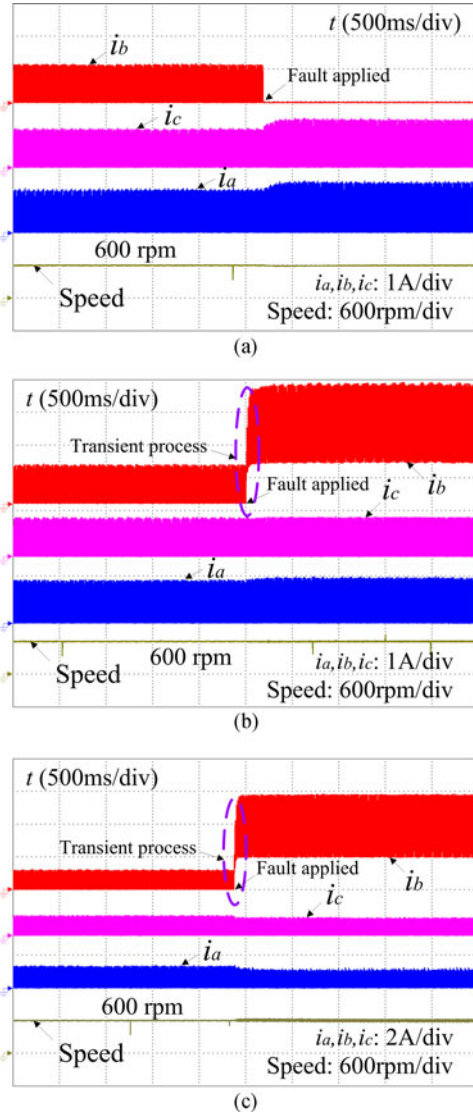 t (500ms/div)
ib
Fault applied
ic
ia
600 rpm
Speed
ia,ib,ic: 1A/div
Speed: 600rpm/div
(a)
t (500ms/div)
Transient process
Fault applied
ib
ic
ia
600 rpm
Speed
ia,ib,ic: 1A/div
Speed: 600rpm/div
(b)
t (500ms/div)
Transient process
Fault applied
ib
ic
ia
600 rpm
Speed
ia,ib,ic: 2A/div
Speed: 600rpm/div
(c)